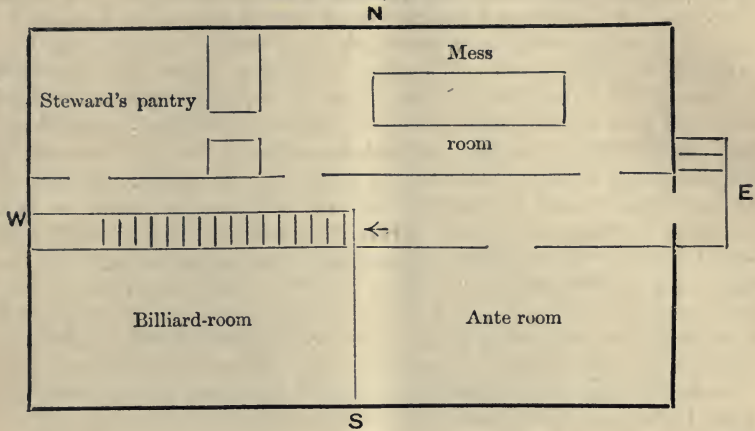 N
Mess
Steward's pantry
room
W
E
Billiard-room
Ante room
S